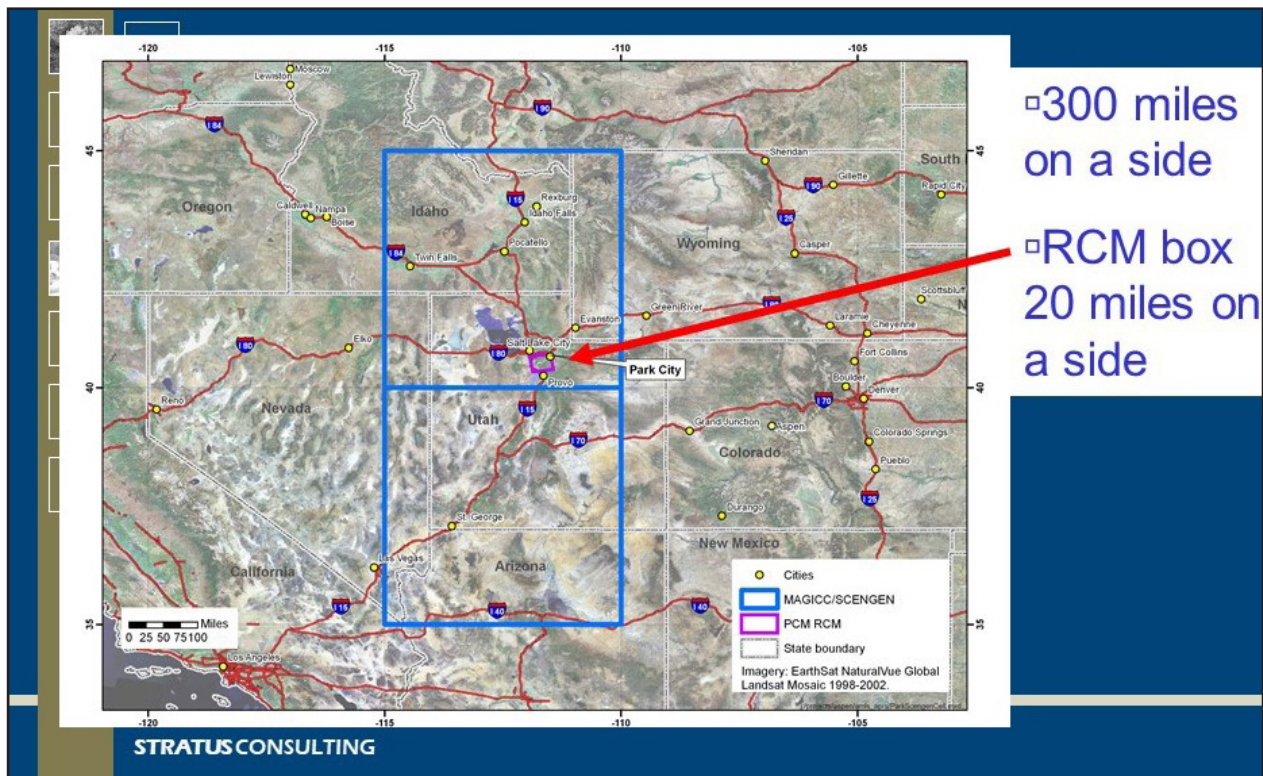 -120 -115 -110 -105
Moscow
Lewiston
I 90
I 84
45 45
Sheridan
South
I 90
Gillette
Rapid City
Oregon
Caldwell
Nampa
Boise
Idaho
I 15
Rexburg
Idaho Falls
I 25
Wyoming
Pocatello
I 84
Twin Falls
Casper
Scottsbluff
N
Evanston
Green River
I 80
Laramie
Cheyenne
Elko
I 80
Salt Lake City
I 80
Park City
Fort Collins
Provo
Boulder
Denver
40 40
Reno
Nevada
Utah
I 15
I 70
Grand Junction
Aspen
I 70
Colorado
Colorado Springs
Pueblo
I 25
St. George
Durango
New Mexico
Las Vegas
California
Arizona
I 15
I 40
I 40
35 35
Miles
0 25 50 75 100
Los Angeles
Cities
MAGICC/SCENGEN
PCM RCM
State boundary
Imagery: EarthSat NaturalVue Global
Landsat Mosaic 1998-2002.
-120 -115 -110 -105
▫300 miles
on a side
▫RCM box
20 miles on
a side
STRATUS CONSULTING